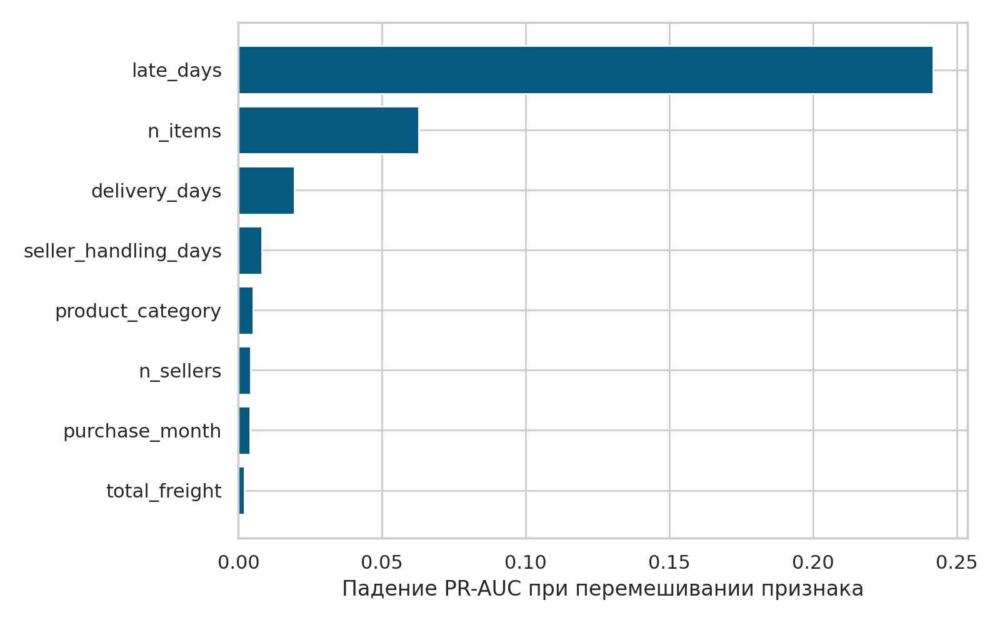 late_days
n_items
delivery_days
seller_handling_days
product_category
n_sellers
purchase_month
total_freight
0.00 0.05 0.10 0.15 0.20 0.25
Падение PR-AUC при перемешивании признака